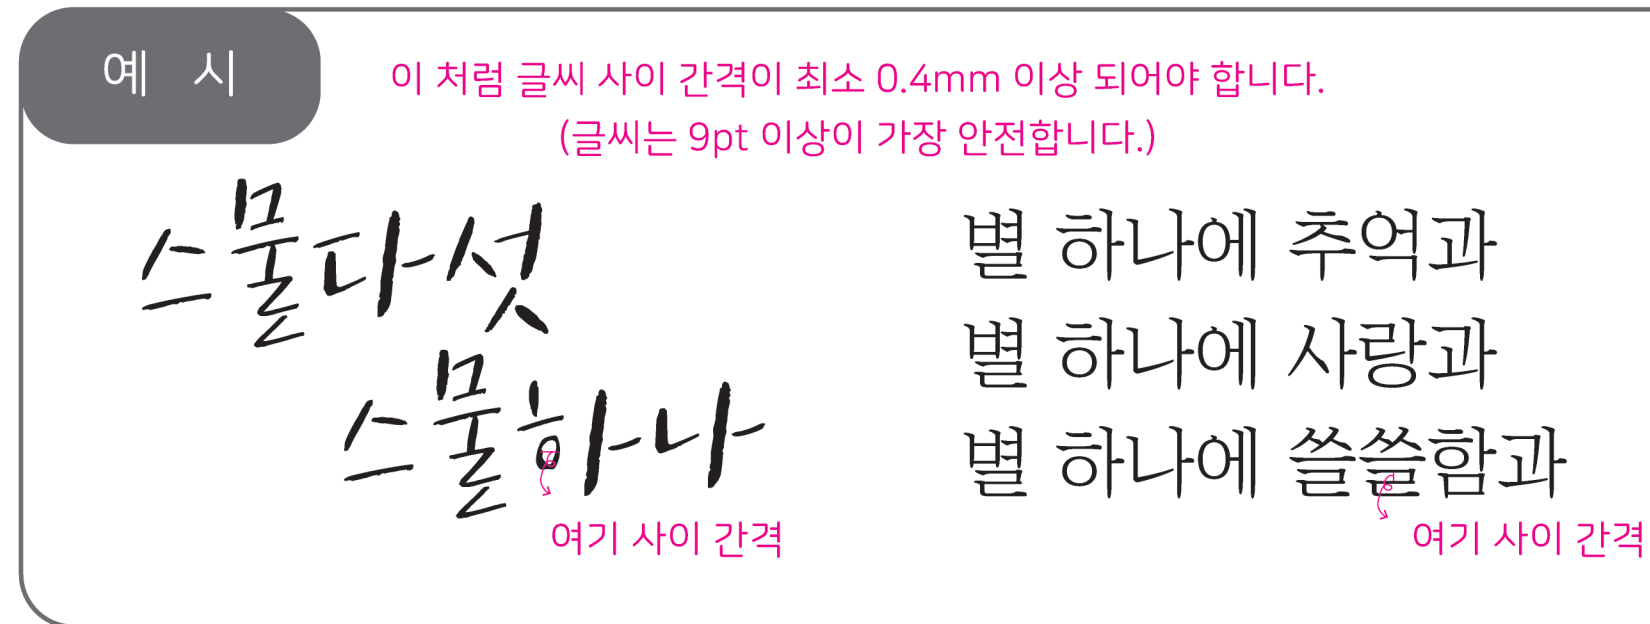 예 시
이 처럼 글씨 사이 간격이 최소 0.4mm 이상 되어야 합니다.
(글씨는 9pt 이상이 가장 안전합니다.)
스물다섯
스물하나
여기 사이 간격
별 하나에 추억과
별 하나에 사랑과
별 하나에 쓸쓸함과
여기 사이 간격